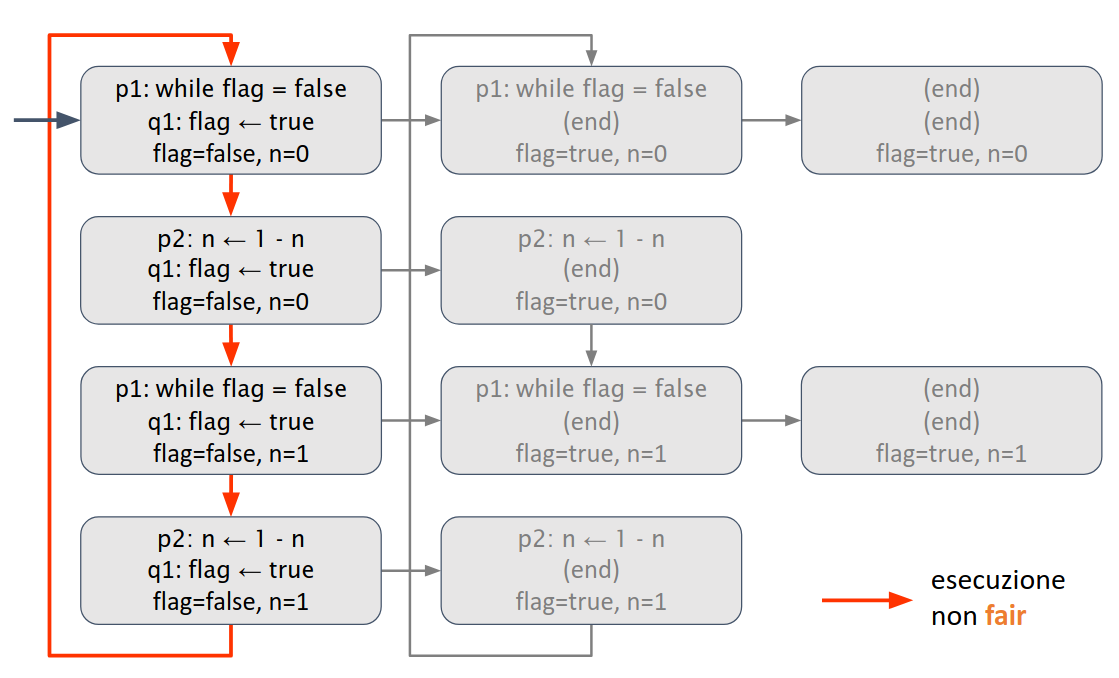 p1: while flag = false
q1: flag ← true
flag=false, n=0
p1: while flag = false
(end)
flag=true, n=0
(end)
(end)
flag=true, n=0
p2: n ← 1 - n
q1: flag ← true
flag=false, n=0
p2: n ← 1 - n
(end)
flag=true, n=0
p1: while flag = false
q1: flag ← true
flag=false, n=1
p1: while flag = false
(end)
flag=true, n=1
(end)
(end)
flag=true, n=1
p2: n ← 1 - n
q1: flag ← true
flag=false, n=1
p2: n ← 1 - n
(end)
flag=true, n=1
esecuzione
non fair